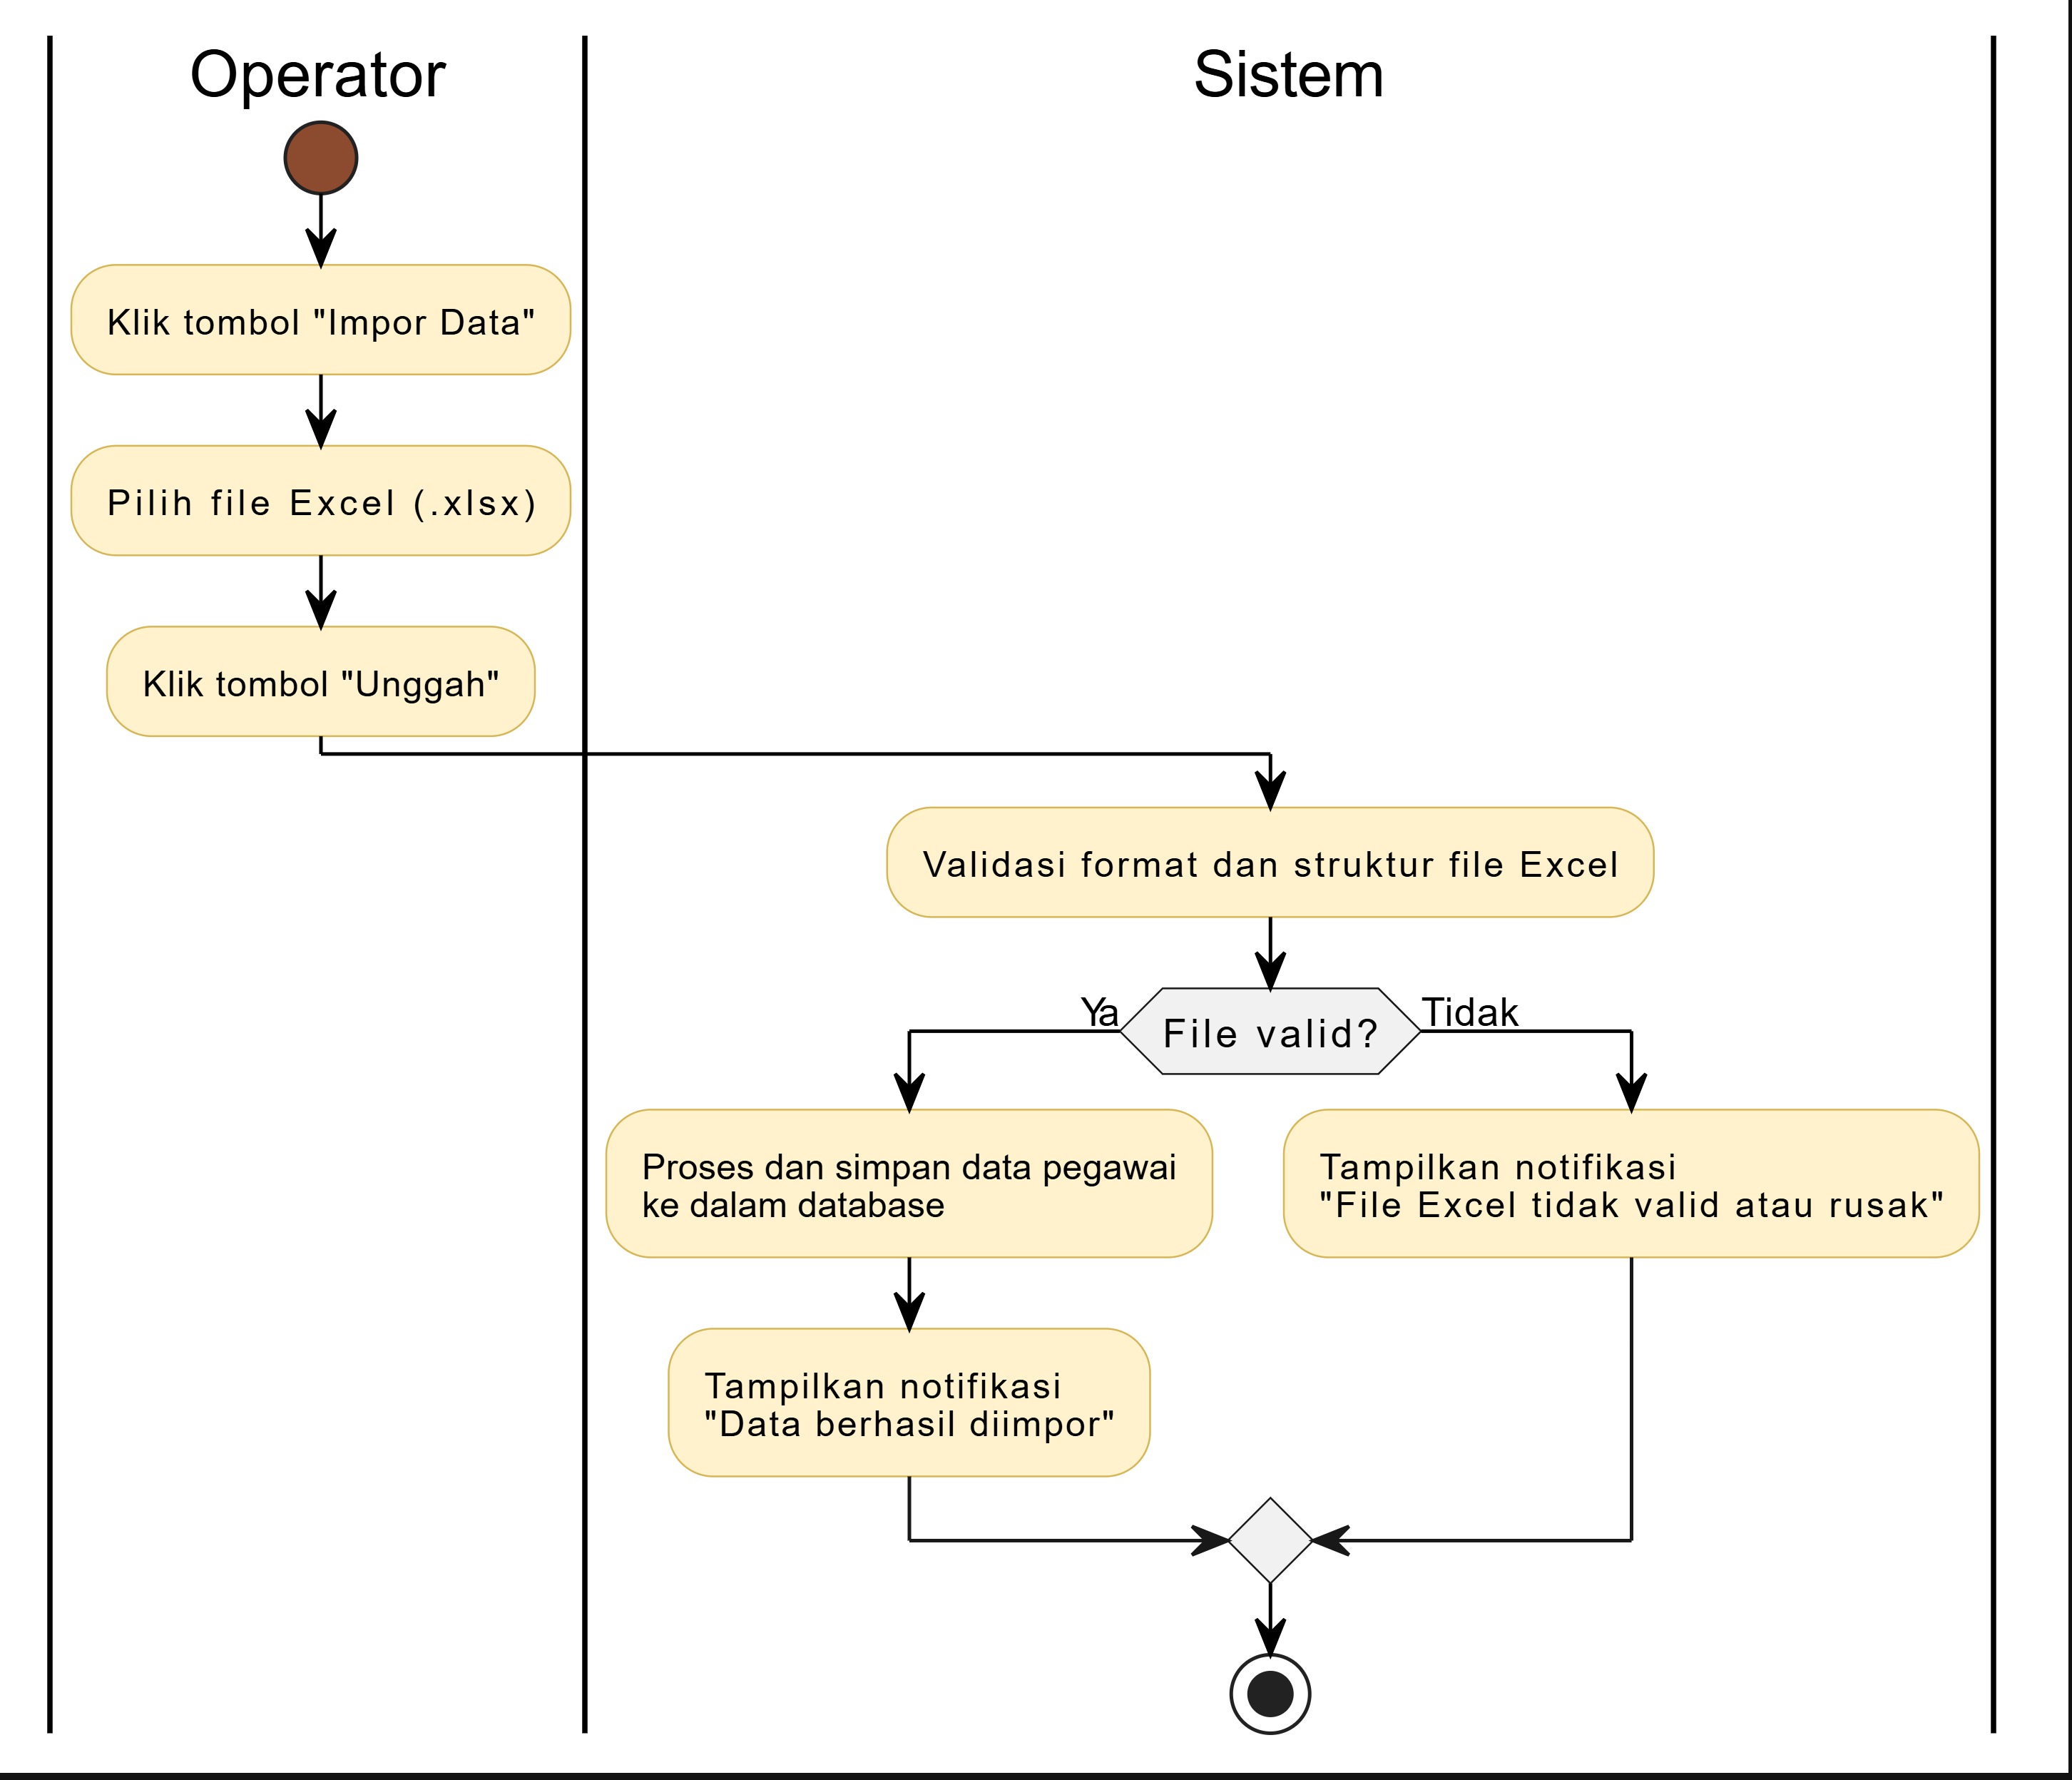 Operator
Sistem
Klik tombol "Impor Data"
Pilih file Excel (.xlsx)
Klik tombol "Unggah"
Validasi format dan struktur file Excel
Ya
File valid?
Tidak
Proses dan simpan data pegawai
ke dalam database
Tampilkan notifikasi
"File Excel tidak valid atau rusak"
Tampilkan notifikasi
"Data berhasil diimpor"